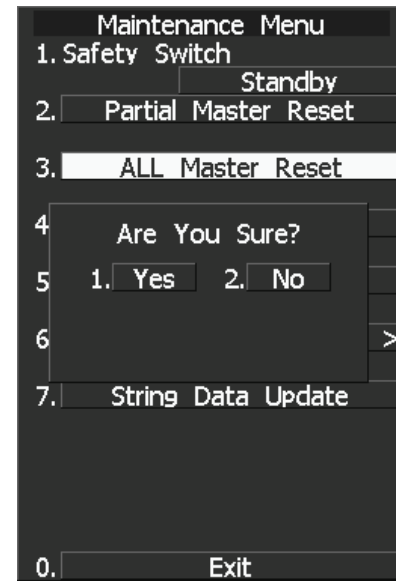 Maintenance Menu
1. Safety Switch
Standby
2. Partial Master Reset
3. ALL Master Reset
4
Are You Sure?
5 1. Yes 2. No
6 >
7. String Data Update
0. Exit